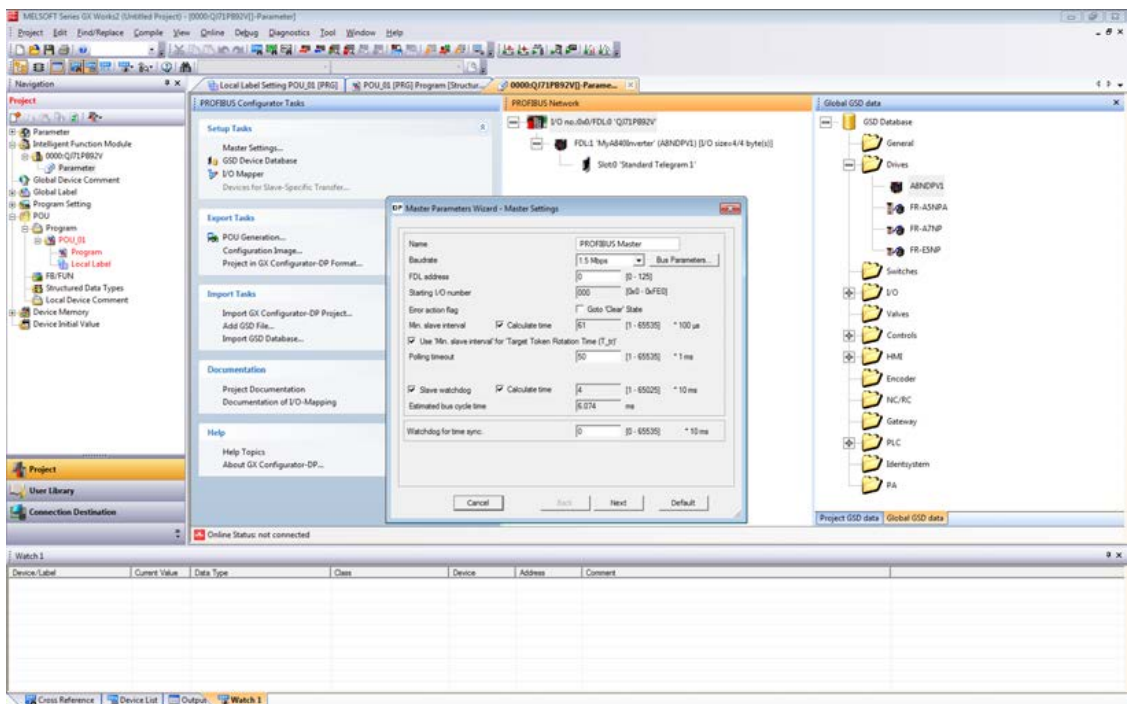 MELSOFT Series GX Works2 (Untitled Project) - [0000:QJ71PB92V[]-Parameter]
Project Edit Find/Replace Compile View Online Debug Diagnostics Tool Window Help
Navigation
Local Label Setting POU_01 [PRG]
POU_01 [PRG] Program [Structur...
0000:QJ71PB92V[]-Parame...
Project
Parameter
Intelligent Function Module
0000:QJ71PB92V
Parameter
Global Device Comment
Global Label
Program Setting
POU
Program
POU_01
Program
Local Label
FB/FUN
Structured Data Types
Local Device Comment
Device Memory
Device Initial Value
Project
User Library
Connection Destination
PROFIBUS Configurator Tasks
Setup Tasks
Master Settings...
GSD Device Database
I/O Mapper
Devices for Slave-Specific Transfer...
Export Tasks
POU Generation...
Configuration Image...
Project in GX Configurator-DP Format...
Import Tasks
Import GX Configurator-DP Project...
Add GSD File...
Import GSD Database...
Documentation
Project Documentation
Documentation of I/O-Mapping
Help
Help Topics
About GX Configurator-DP...
Online Status: not connected
PROFIBUS Network
I/O no.:0x0/FDL:0 'QJ71PB92V'
FDL:1 'MyA840Inverter' (A8NDPV1) [I/O size=4/4 byte(s)]
Slot:0 'Standard Telegram 1'
DP Master Parameters Wizard - Master Settings
Name PROFIBUS Master
Baudrate 1.5 Mbps Bus Parameters...
FDL address 0 [0 - 125]
Starting I/O number 000 [0x0 - 0xFE0]
Error action flag Goto 'Clear' State
Min. slave interval Calculate time 61 [1 - 65535] * 100 µs
Use 'Min. slave interval' for 'Target Token Rotation Time (T_tr)'
Polling timeout 50 [1 - 65535] * 1 ms
Slave watchdog Calculate time 4 [1 - 65025] * 10 ms
Estimated bus cycle time 6.074 ms
Watchdog for time sync. 0 [0 - 65535] * 10 ms
Cancel Back Next Default
Global GSD data
GSD Database
General
Drives
A8NDPV1
FR-A5NPA
FR-A7NP
FR-E5NP
Switches
I/O
Valves
Controls
HMI
Encoder
NC/RC
Gateway
PLC
Identsystem
PA
Project GSD data Global GSD data
Watch 1
Device/Label Current Value Data Type Class Device Address Comment
Cross Reference Device List Output Watch 1